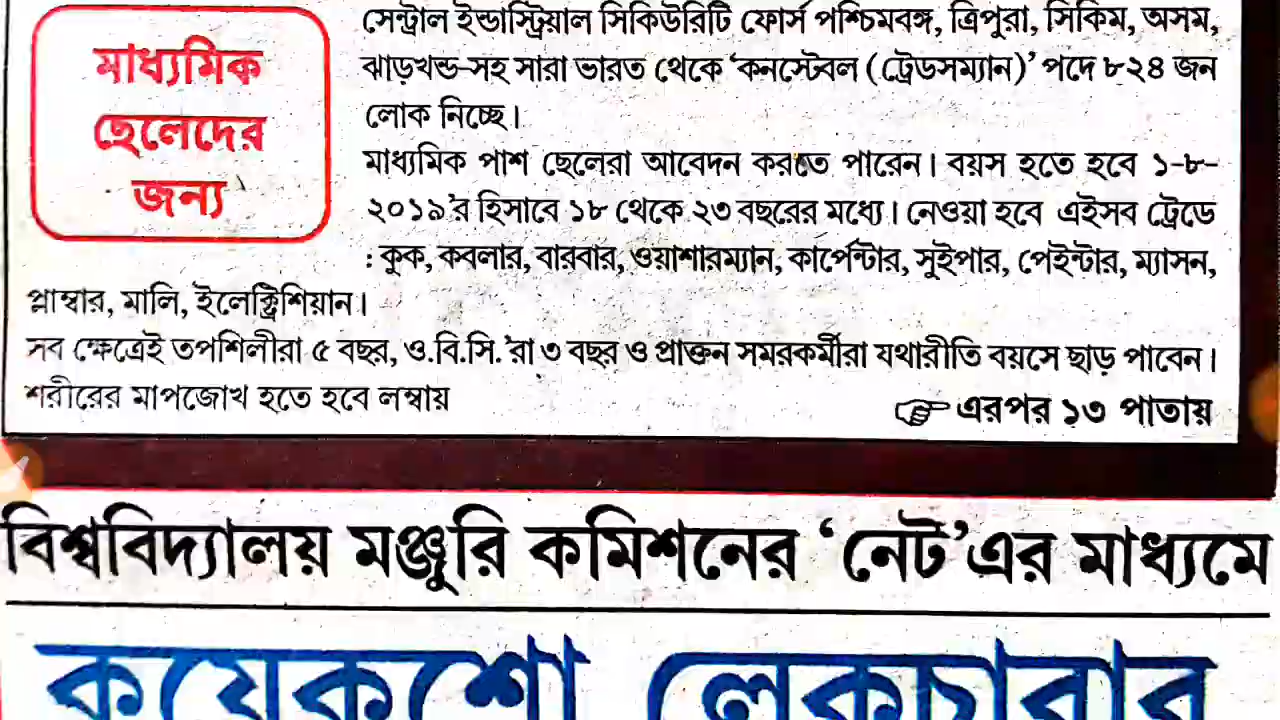 মাধ্যমিক
ছেলেদের
জন্য
সেন্ট্রাল ইন্ডাস্ট্রিয়াল সিকিউরিটি ফোর্স পশ্চিমবঙ্গ, ত্রিপুরা, সিকিম, অসম,
ঝাড়খন্ড-সহ সারা ভারত থেকে ‘কনস্টেবল (ট্রেডসম্যান)’ পদে ৮২৪ জন
লোক নিচ্ছে।
মাধ্যমিক পাশ ছেলেরা আবেদন করতে পারেন। বয়স হতে হবে ১-৮-
২০১৯’র হিসাবে ১৮ থেকে ২৩ বছরের মধ্যে। নেওয়া হবে এইসব ট্রেডে
: কুক, কবলার, বারবার, ওয়াশারম্যান, কার্পেন্টার, সুইপার, পেইন্টার, ম্যাসন,
প্লাম্বার, মালি, ইলেক্ট্রিশিয়ান।
সব ক্ষেত্রেই তপশিলীরা ৫ বছর, ও.বি.সি.’রা ৩ বছর ও প্রাক্তন সমরকর্মীরা যথারীতি বয়সে ছাড় পাবেন।
শরীরের মাপজোখ হতে হবে লম্বায়
☞ এরপর ১৩ পাতায়
বিশ্ববিদ্যালয় মঞ্জুরি কমিশনের ‘নেট’এর মাধ্যমে
কয়েকশো লেকচারার